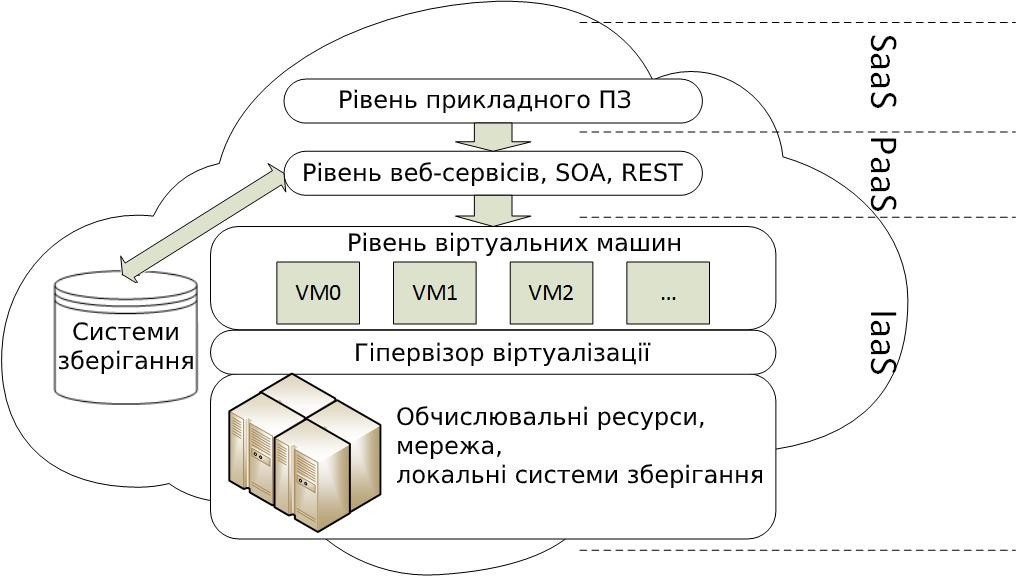 Рівень прикладного ПЗ
SaaS
Рівень веб-сервісів, SOA, REST
PaaS
Рівень віртуальних машин
VM0
VM1
VM2
...
Системи
зберігання
Гіпервізор віртуалізації
IaaS
Обчислювальні ресурси,
мережа,
локальні системи зберігання